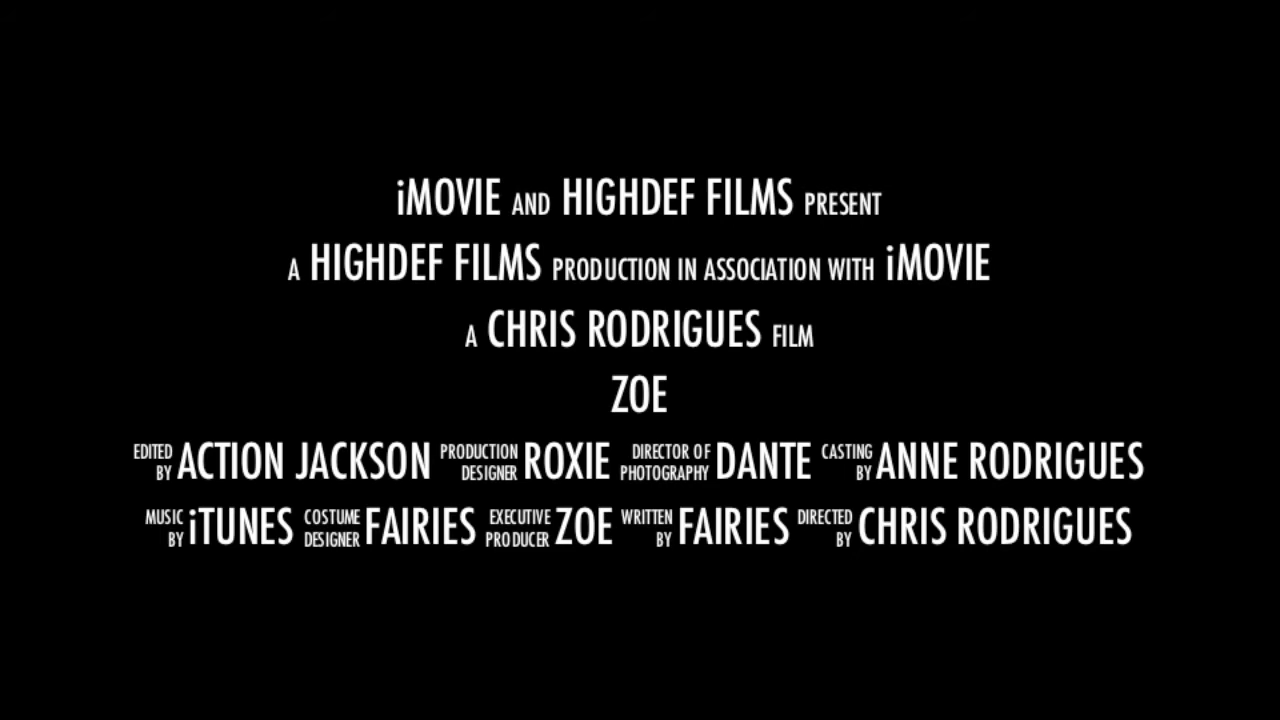 iMOVIE AND HIGHDEF FILMS PRESENT
A HIGHDEF FILMS PRODUCTION IN ASSOCIATION WITH iMOVIE
A CHRIS RODRIGUES FILM
ZOE
EDITED BY ACTION JACKSON PRODUCTION DESIGNER ROXIE DIRECTOR OF PHOTOGRAPHY DANTE CASTING BY ANNE RODRIGUES
MUSIC BY iTUNES COSTUME DESIGNER FAIRIES EXECUTIVE PRODUCER ZOE WRITTEN BY FAIRIES DIRECTED BY CHRIS RODRIGUES